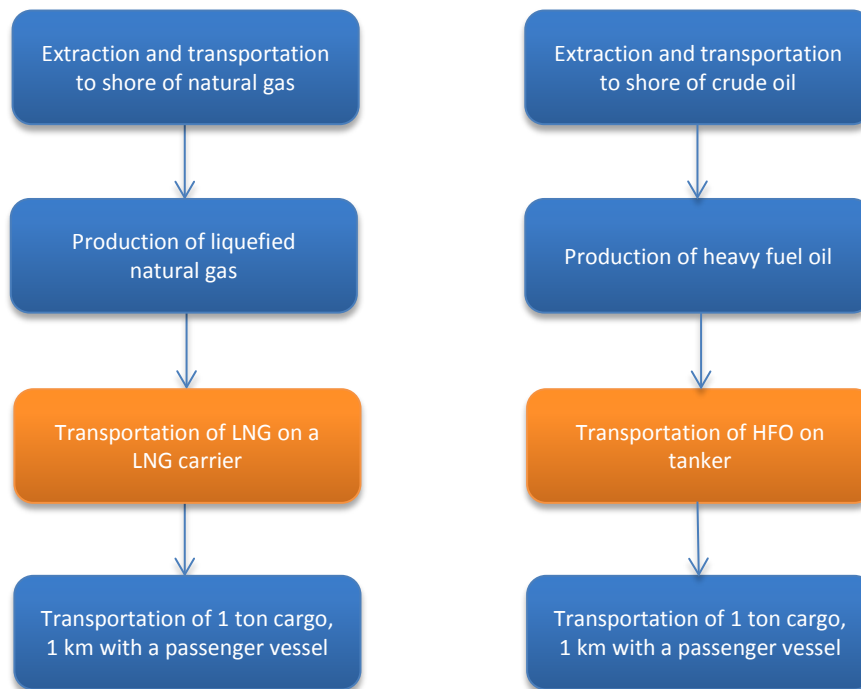 Extraction and transportation
to shore of natural gas
Extraction and transportation
to shore of crude oil
Production of liquefied
natural gas
Production of heavy fuel oil
Transportation of LNG on a
LNG carrier
Transportation of HFO on
tanker
Transportation of 1 ton cargo,
1 km with a passenger vessel
Transportation of 1 ton cargo,
1 km with a passenger vessel